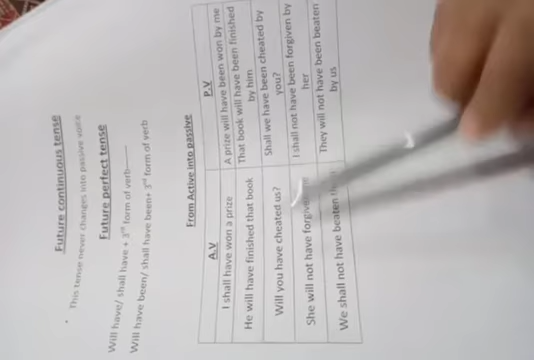 Future continuous tense
This tense never changes into passive voice
Future perfect tense
Will have/ shall have + 3rd form of verb
Will have been/ shall have been+ 3rd form of verb
From Active into passive
A.V P.V
I shall have won a prize A prize will have been won by me
He will have finished that book That book will have been finished
by him
Will you have cheated us? Shall we have been cheated by
you?
She will not have I shall not have been forgiven by
her
We shall not have beaten They will not have been beaten
by us